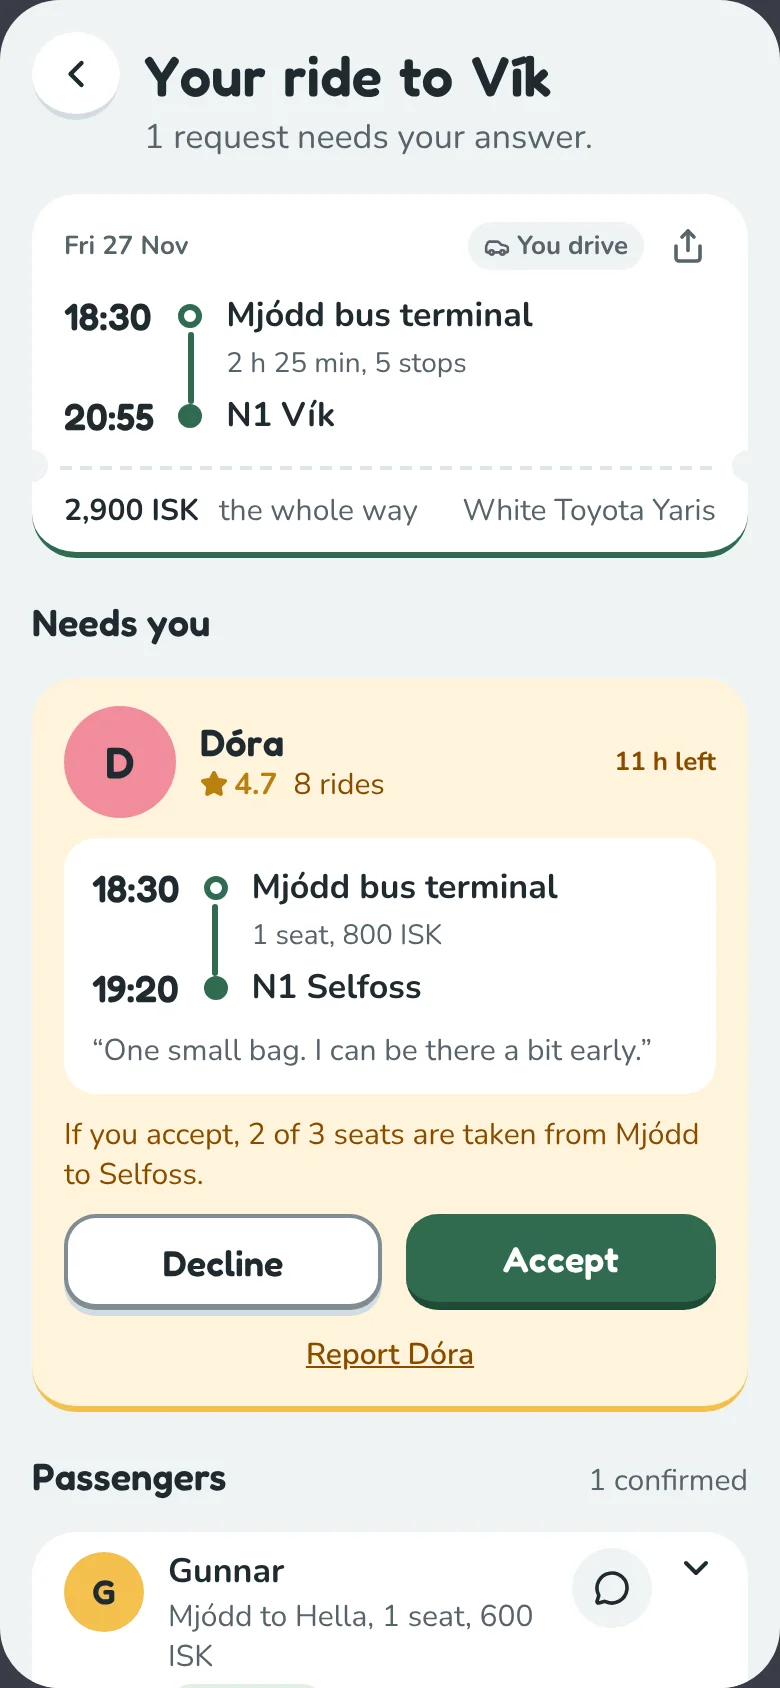 Your ride to Vík
1 request needs your answer.
Fri 27 Nov
You drive
18:30
Mjódd bus terminal
2 h 25 min, 5 stops
20:55
N1 Vík
2,900 ISK the whole way
White Toyota Yaris
Needs you
D
Dóra
4.7 8 rides
11 h left
18:30
Mjódd bus terminal
1 seat, 800 ISK
19:20
N1 Selfoss
“One small bag. I can be there a bit early.”
If you accept, 2 of 3 seats are taken from Mjódd
to Selfoss.
Decline
Accept
Report Dóra
Passengers
1 confirmed
G
Gunnar
Mjódd to Hella, 1 seat, 600
ISK